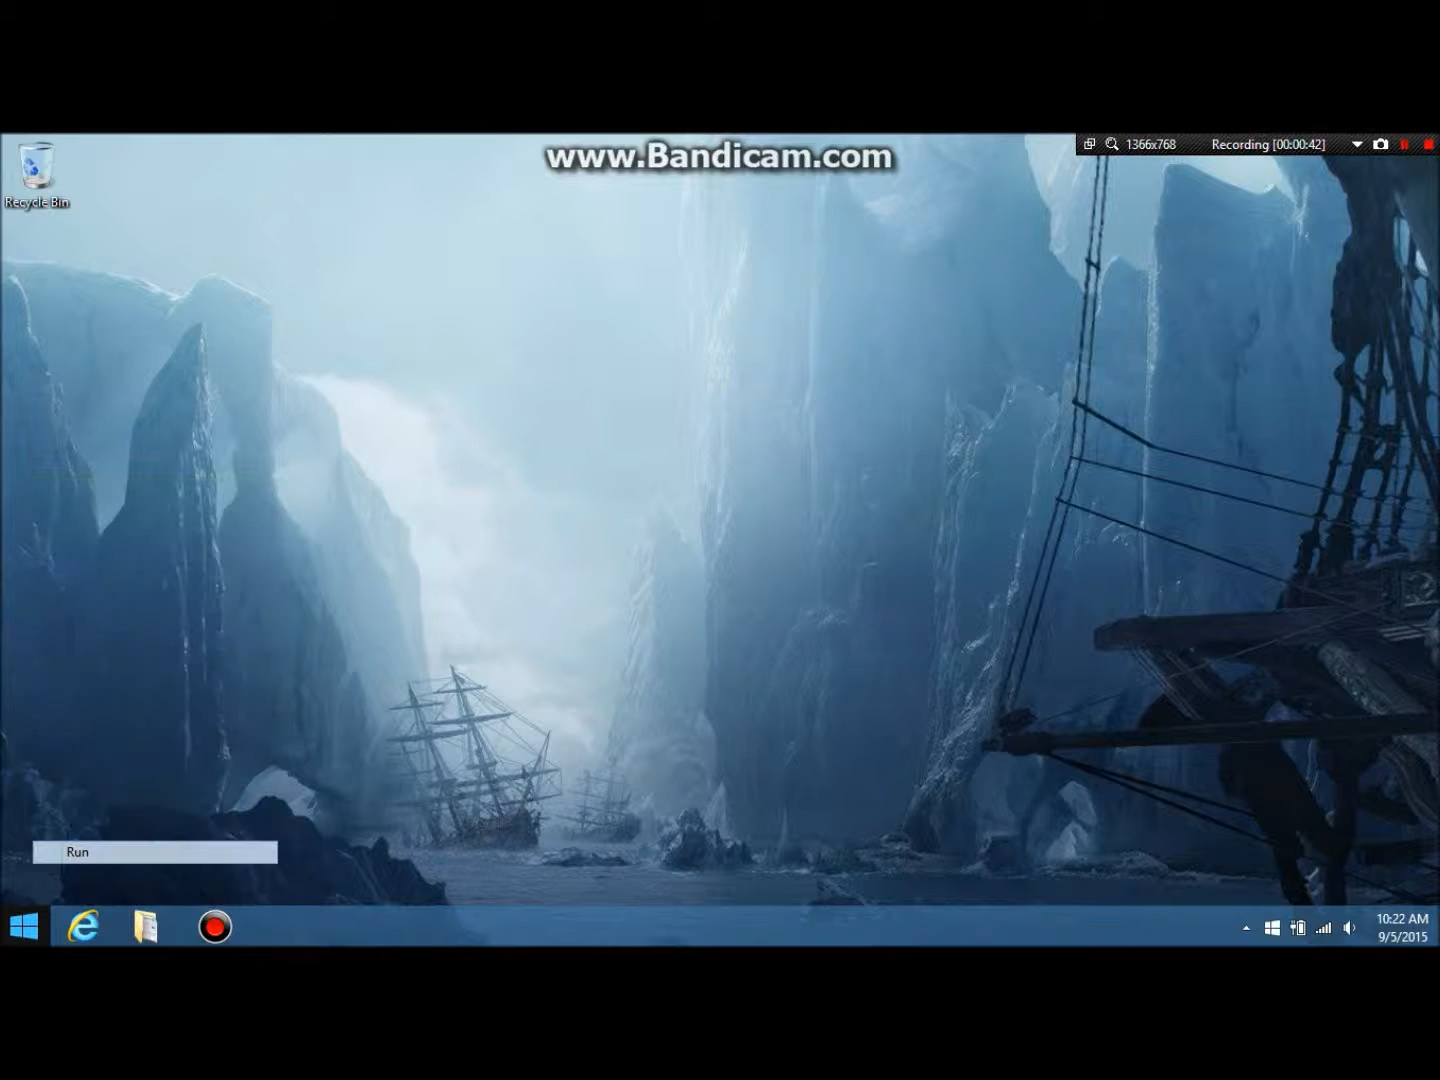 www.Bandicam.com
1366x768 Recording [00:00:42]
Recycle Bin
Run
10:22 AM
9/5/2015